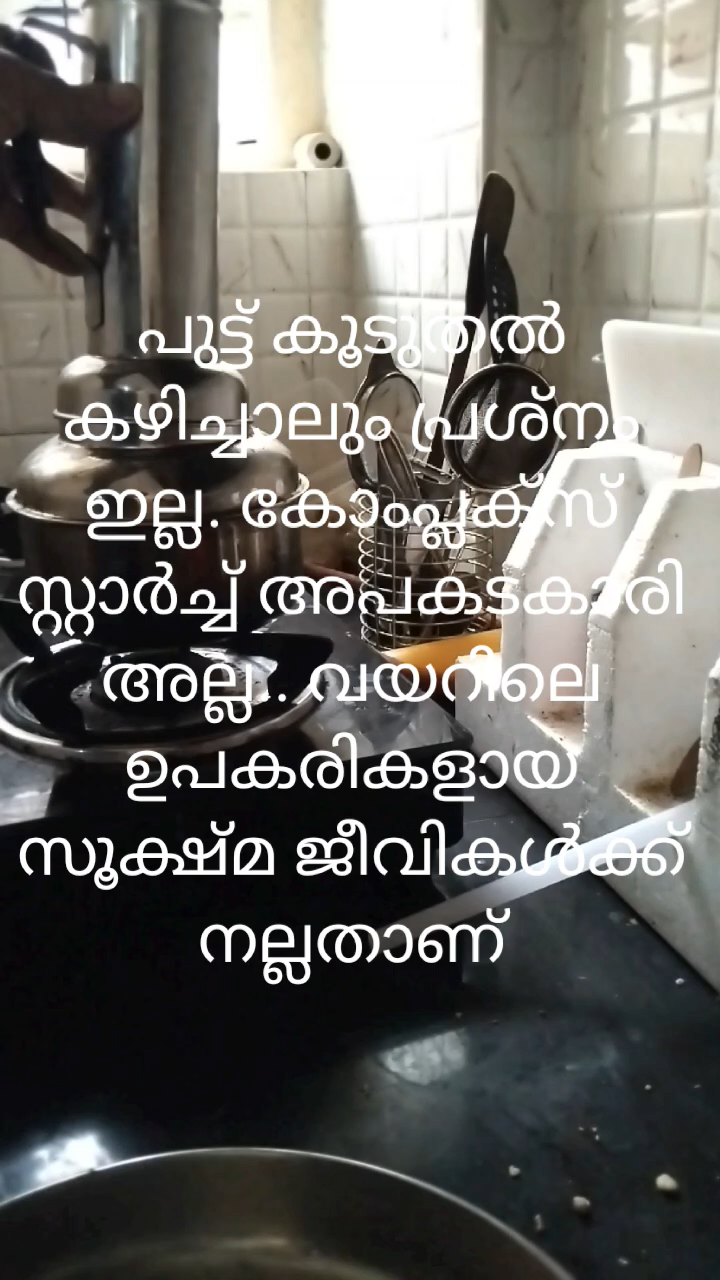 പുട്ട് കൂടുതൽ
കഴിച്ചാലും പ്രശ്നം
ഇല്ല. കോംപ്ലക്സ്
സ്റ്റാർച്ച് അപകടകാരി
അല്ല.. വയറിലെ
ഉപകരികളായ
സൂക്ഷ്മ ജീവികൾക്ക്
നല്ലതാണ്